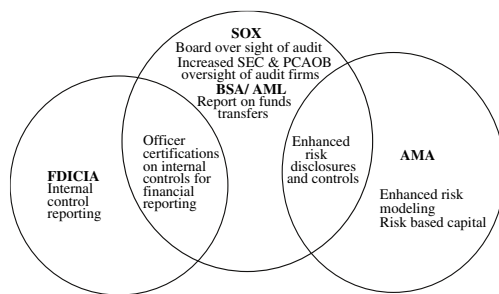 SOX
Board over sight of audit
Increased SEC & PCAOB
oversight of audit firms
BSA/ AML
Report on funds
transfers
Officer
certifications
on internal
controls for
financial
reporting
Enhanced
risk
disclosures
and controls
FDICIA
Internal
control
reporting
AMA
Enhanced risk
modeling
Risk based capital